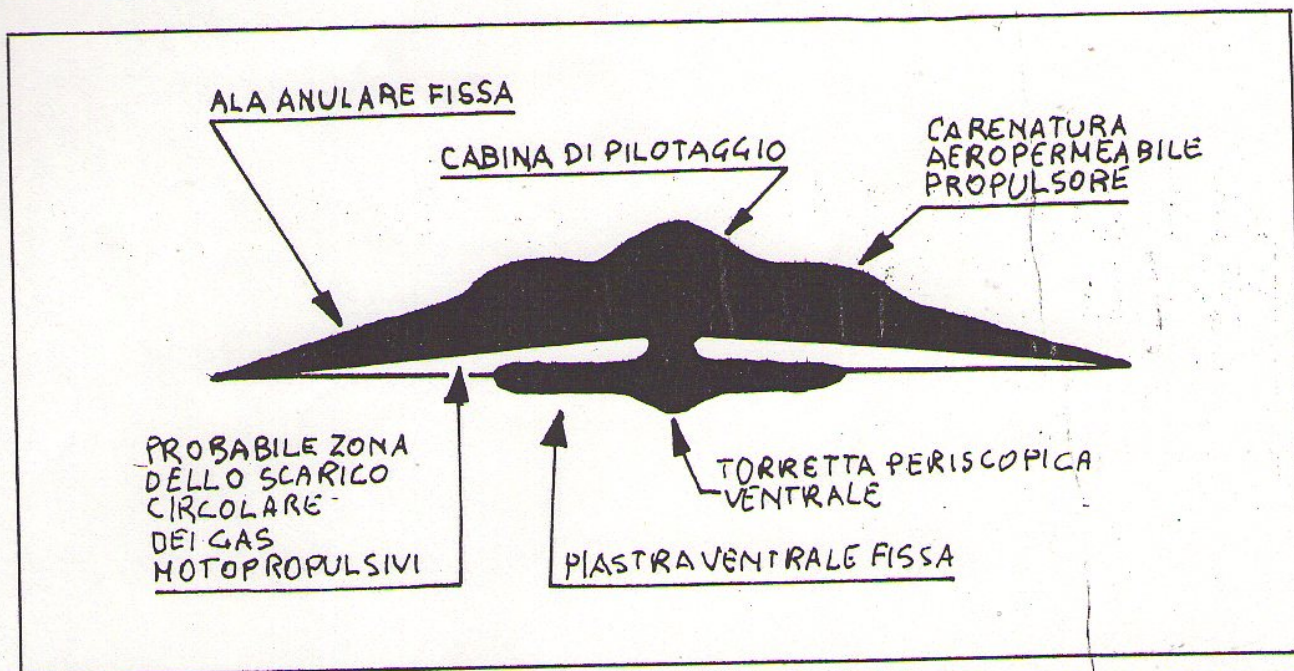 ALA ANULARE FISSA
CABINA DI PILOTAGGIO
CARENATURA
AEROPERMEABILE
PROPULSORE
PROBABILE ZONA
DELLO SCARICO
CIRCOLARE
DEI GAS
MOTOPROPULSIVI
TORRETTA PERISCOPICA
VENTRALE
PIASTRA VENTRALE FISSA